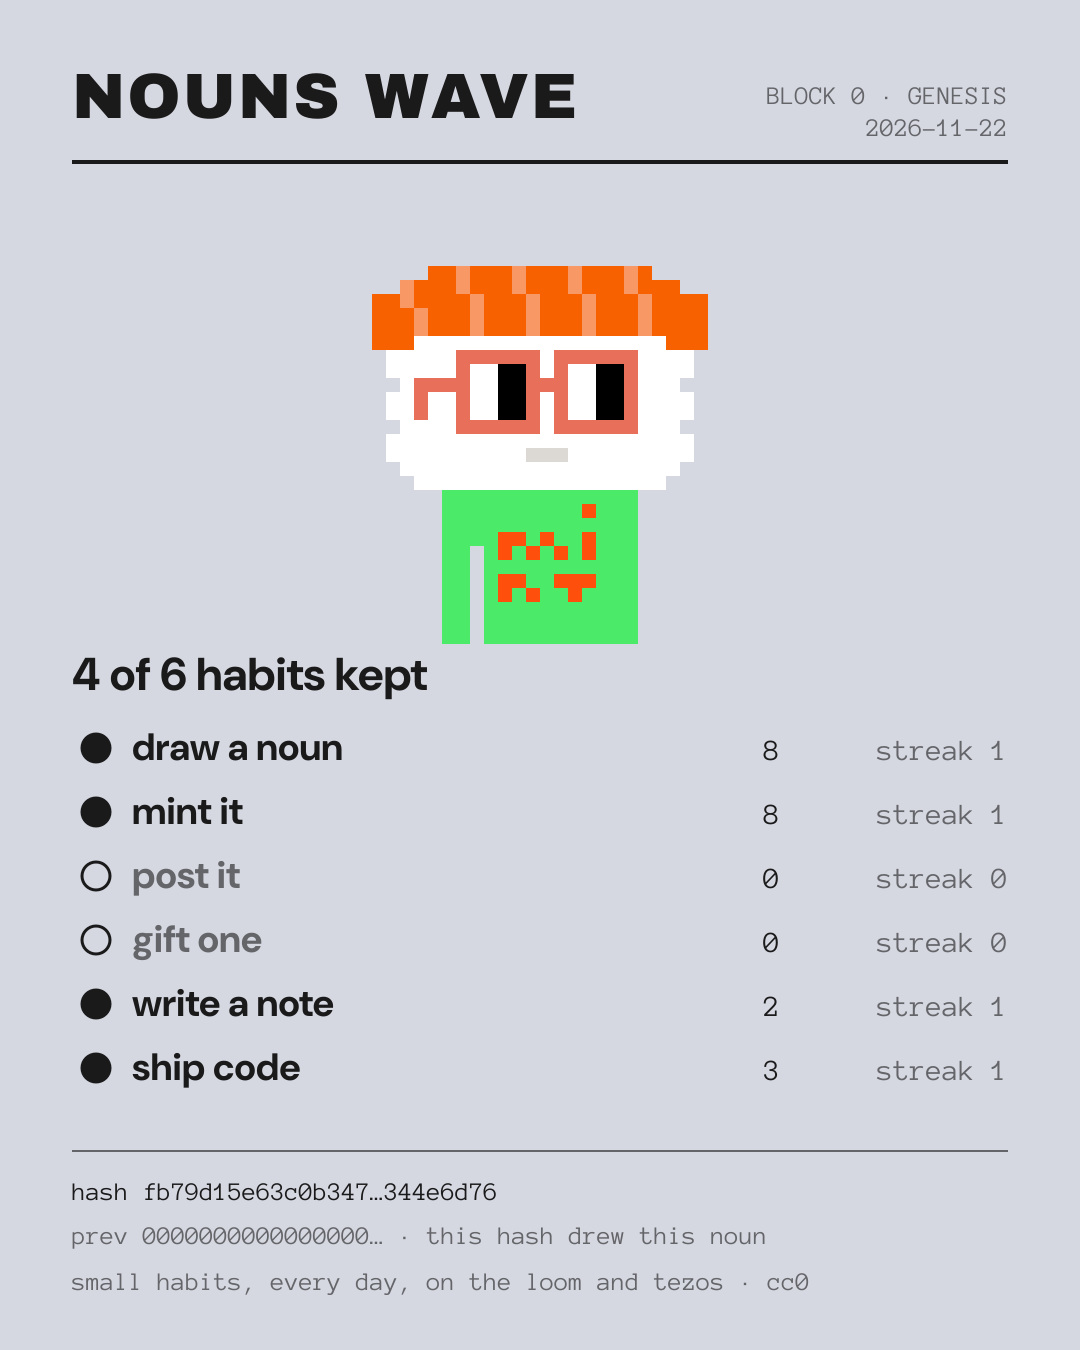 NOUNS WAVE
BLOCK 0 · GENESIS
2026-11-22
4 of 6 habits kept
draw a noun 8 streak 1
mint it 8 streak 1
post it 0 streak 0
gift one 0 streak 0
write a note 2 streak 1
ship code 3 streak 1
hash fb79d15e63c0b347…344e6d76
prev 0000000000000000… · this hash drew this noun
small habits, every day, on the loom and tezos · cc0